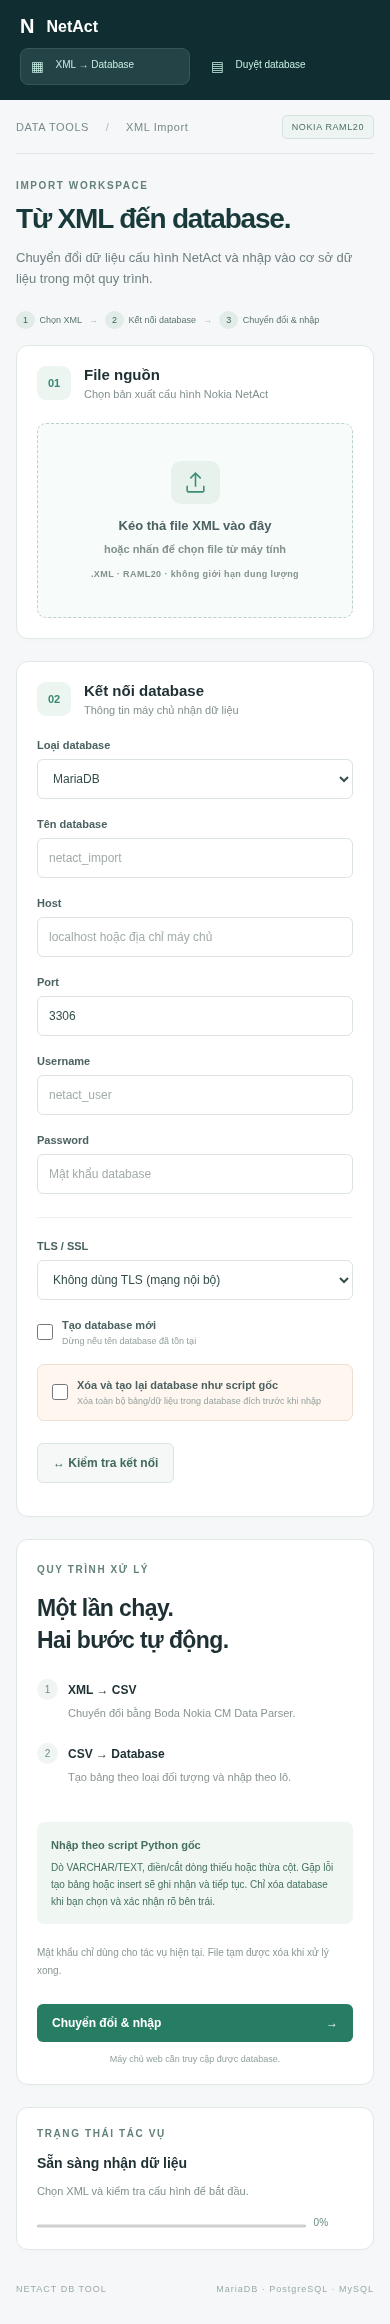 N NetAct
XML → Database
Duyệt database
DATA TOOLS / XML Import
NOKIA RAML20
IMPORT WORKSPACE
Từ XML đến database.
Chuyển đổi dữ liệu cấu hình NetAct và nhập vào cơ sở dữ
liệu trong một quy trình.
1 Chọn XML → 2 Kết nối database → 3 Chuyển đổi & nhập
01 File nguồn
Chọn bản xuất cấu hình Nokia NetAct
Kéo thả file XML vào đây
hoặc nhấn để chọn file từ máy tính
.XML · RAML20 · không giới hạn dung lượng
02 Kết nối database
Thông tin máy chủ nhận dữ liệu
Loại database
MariaDB
Tên database
netact_import
Host
localhost hoặc địa chỉ máy chủ
Port
3306
Username
netact_user
Password
Mật khẩu database
TLS / SSL
Không dùng TLS (mạng nội bộ)
Tạo database mới
Dừng nếu tên database đã tồn tại
Xóa và tạo lại database như script gốc
Xóa toàn bộ bảng/dữ liệu trong database đích trước khi nhập
↔ Kiểm tra kết nối
QUY TRÌNH XỬ LÝ
Một lần chạy.
Hai bước tự động.
1 XML → CSV
Chuyển đổi bằng Boda Nokia CM Data Parser.
2 CSV → Database
Tạo bảng theo loại đối tượng và nhập theo lô.
Nhập theo script Python gốc
Dò VARCHAR/TEXT, điền/cắt dòng thiếu hoặc thừa cột. Gặp lỗi
tạo bảng hoặc insert sẽ ghi nhận và tiếp tục. Chỉ xóa database
khi bạn chọn và xác nhận rõ bên trái.
Mật khẩu chỉ dùng cho tác vụ hiện tại. File tạm được xóa khi xử lý
xong.
Chuyển đổi & nhập →
Máy chủ web cần truy cập được database.
TRẠNG THÁI TÁC VỤ
Sẵn sàng nhận dữ liệu
Chọn XML và kiểm tra cấu hình để bắt đầu.
0%
NETACT DB TOOL
MariaDB · PostgreSQL · MySQL